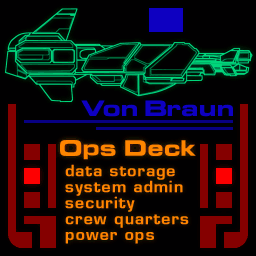 Von Braun
Ops Deck
data storage
system admin
security
crew quarters
power ops